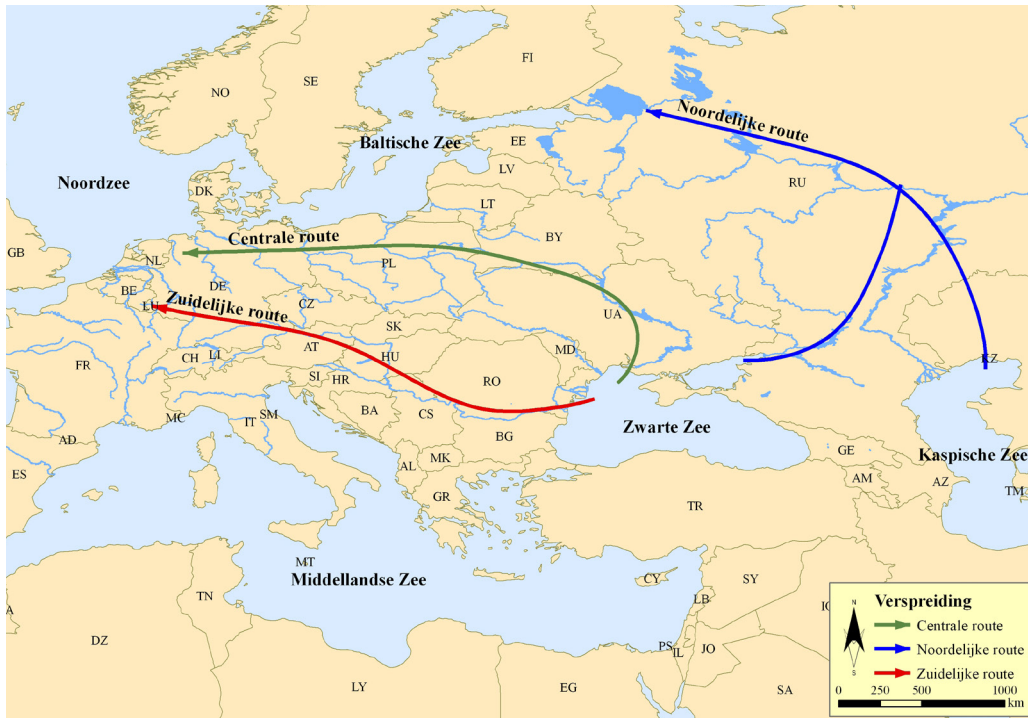 FI
NO
SE
Noordelijke route
Baltische Zee
EE
LV
RU
Noordzee
DK
LT
BY
Centrale route
GB
NL
PL
DE
BE
LU
Zuidelijke route
CZ
UA
SK
AT
MD
HU
CH
LI
FR
KZ
RO
SI
HR
BA
CS
MC
SM
IT
Zwarte Zee
BG
AD
GE
Kaspische Zee
MK
AL
ES
AM
AZ
TM
GR
TR
MT
Middellandse Zee
CY
SY
TN
LB
DZ
PS
IL
JO
LY
EG
SA
Verspreiding
N
S
Centrale route
Noordelijke route
Zuidelijke route
0 250 500 1000
km